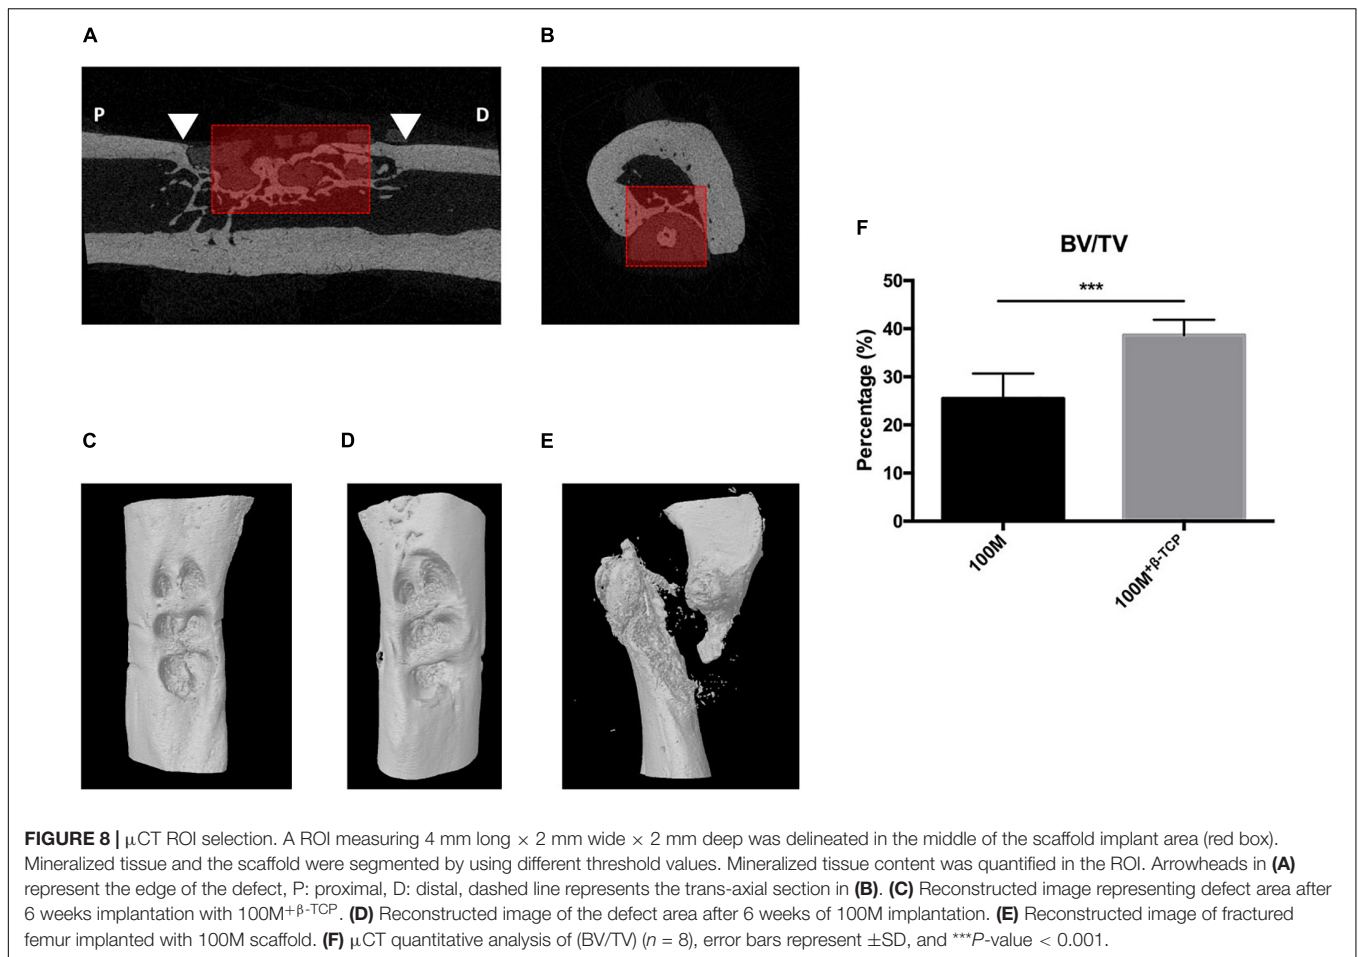 A
B
P
D
F
BV/TV
***
Percentage (%)
50
40
30
20
10
0
100M
100M+β-TCP
C
D
E
FIGURE 8 | μCT ROI selection. A ROI measuring 4 mm long × 2 mm wide × 2 mm deep was delineated in the middle of the scaffold implant area (red box).
Mineralized tissue and the scaffold were segmented by using different threshold values. Mineralized tissue content was quantified in the ROI. Arrowheads in (A)
represent the edge of the defect, P: proximal, D: distal, dashed line represents the trans-axial section in (B). (C) Reconstructed image representing defect area after
6 weeks implantation with 100M+β-TCP. (D) Reconstructed image of the defect area after 6 weeks of 100M implantation. (E) Reconstructed image of fractured
femur implanted with 100M scaffold. (F) μCT quantitative analysis of (BV/TV) (n = 8), error bars represent ±SD, and ***P-value < 0.001.